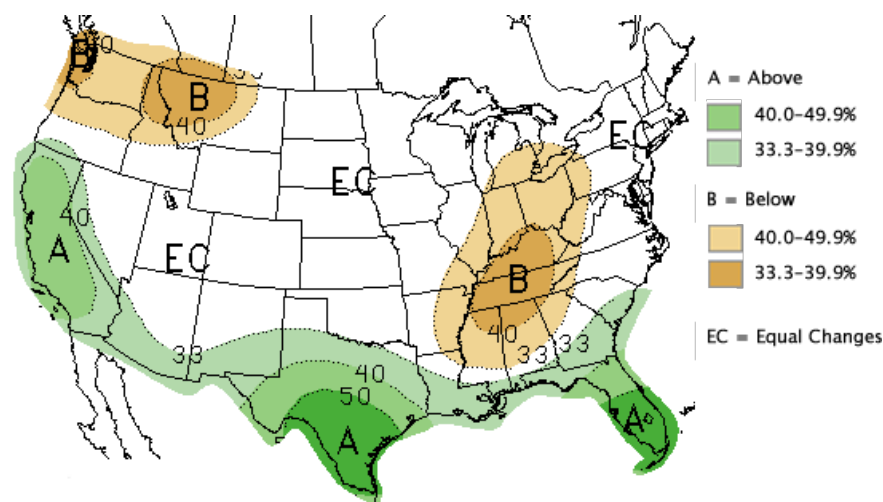 B
40
B
40
EC
EC
EC
40
A
B
40
33
33
33
40
50
A
A
A = Above
40.0–49.9%
33.3–39.9%
B = Below
40.0–49.9%
33.3–39.9%
EC = Equal Changes